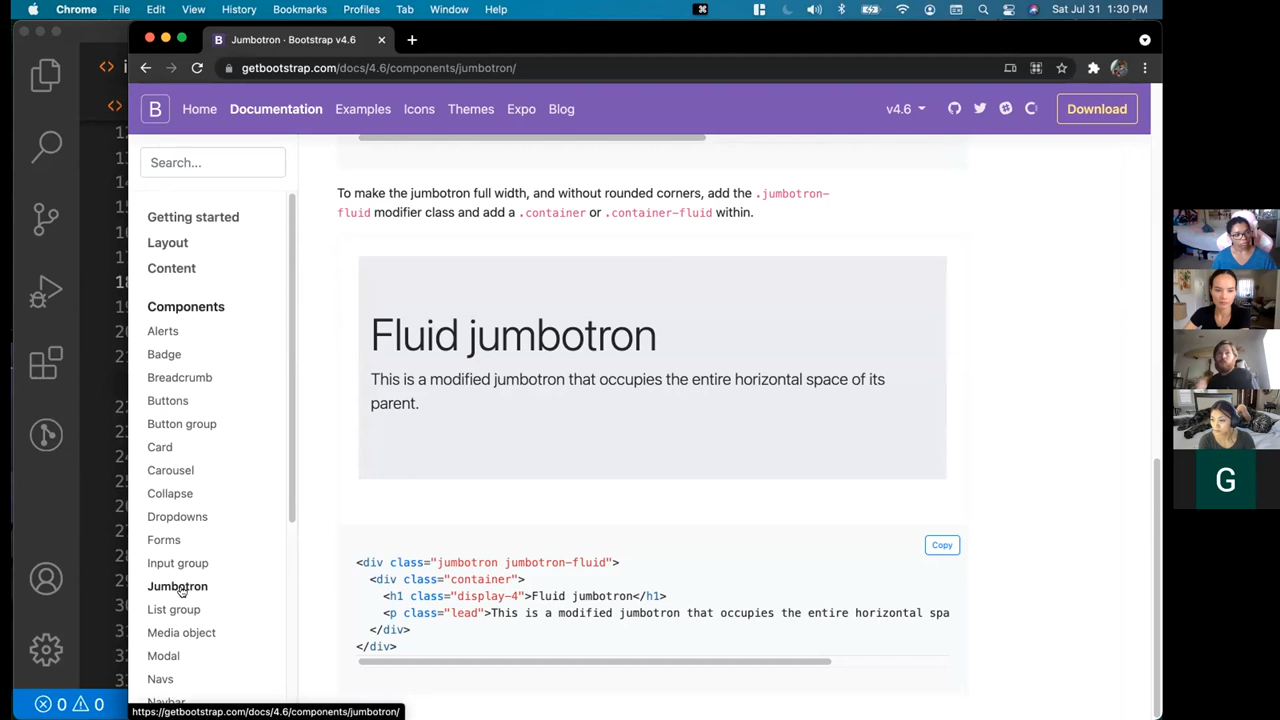 Chrome File Edit View History Bookmarks Profiles Tab Window Help Sat Jul 31 1:30 PM
Jumbotron · Bootstrap v4.6
getbootstrap.com/docs/4.6/components/jumbotron/
B Home Documentation Examples Icons Themes Expo Blog v4.6 Download
Search...
Getting started
Layout
Content
Components
Alerts
Badge
Breadcrumb
Buttons
Button group
Card
Carousel
Collapse
Dropdowns
Forms
Input group
Jumbotron
List group
Media object
Modal
Navs
Navbar
To make the jumbotron full width, and without rounded corners, add the .jumbotron-
fluid modifier class and add a .container or .container-fluid within.
Fluid jumbotron
This is a modified jumbotron that occupies the entire horizontal space of its
parent.
Copy
<div class="jumbotron jumbotron-fluid">
<div class="container">
<h1 class="display-4">Fluid jumbotron</h1>
<p class="lead">This is a modified jumbotron that occupies the entire horizontal spa
</div>
</div>
0 0
https://getbootstrap.com/docs/4.6/components/jumbotron/
G